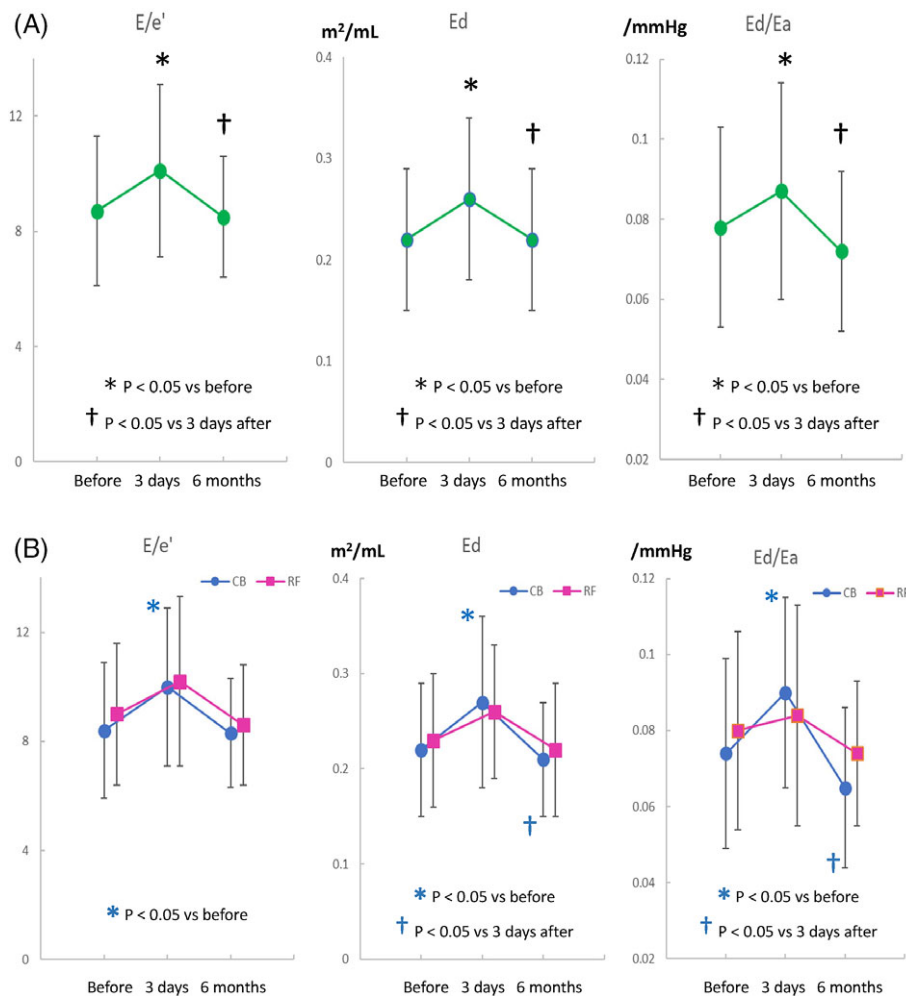 (A)
E/e'
12
8
4
0
* P < 0.05 vs before
† P < 0.05 vs 3 days after
Before 3 days 6 months
*
†
m²/mL
Ed
0.4
0.3
0.2
0.1
0
*
†
* P < 0.05 vs before
† P < 0.05 vs 3 days after
Before 3 days 6 months
/mmHg
Ed/Ea
0.12
0.1
0.08
0.06
0.04
0.02
*
†
* P < 0.05 vs before
† P < 0.05 vs 3 days after
Before 3 days 6 months
(B)
E/e'
CB RF
12
8
4
0
*
* P < 0.05 vs before
Before 3 days 6 months
m²/mL
Ed
CB RF
0.4
0.3
0.2
0.1
0
*
†
* P < 0.05 vs before
† P < 0.05 vs 3 days after
Before 3 days 6 months
/mmHg
Ed/Ea
CB RF
0.12
0.1
0.08
0.06
0.04
0.02
*
†
* P < 0.05 vs before
† P < 0.05 vs 3 days after
Before 3 days 6 months